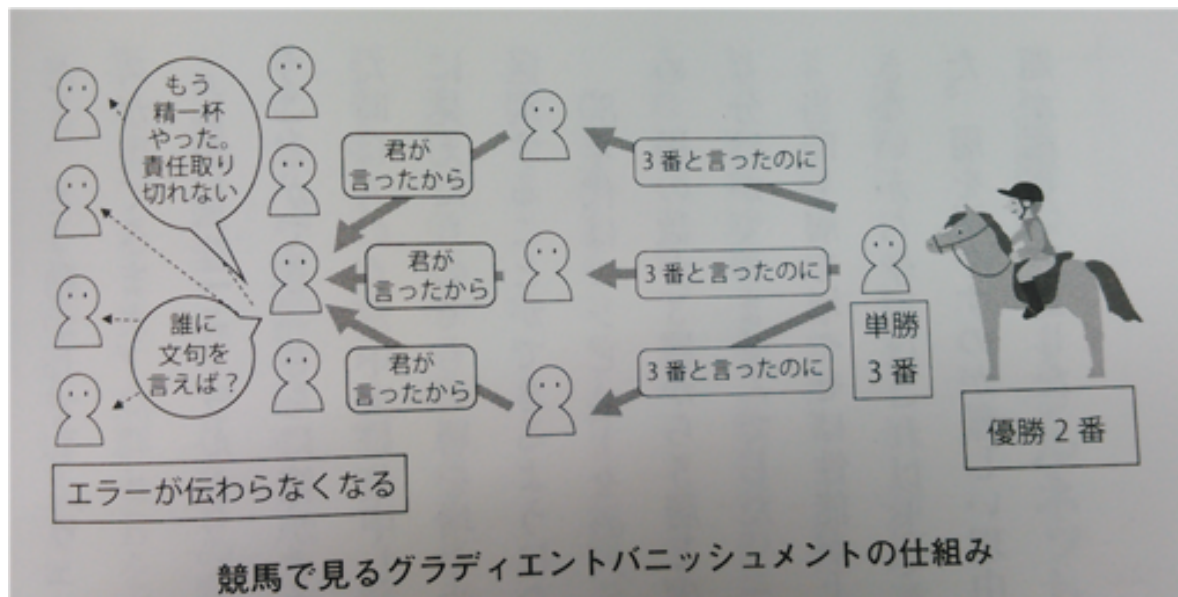 もう
精一杯
やった。
責任取り
切れない
君が
言ったから
3番と言ったのに
君が
言ったから
3番と言ったのに
単勝
3番
誰に
文句を
言えば？
君が
言ったから
3番と言ったのに
優勝2番
エラーが伝わらなくなる
競馬で見るグラディエントバニッシュメントの仕組み